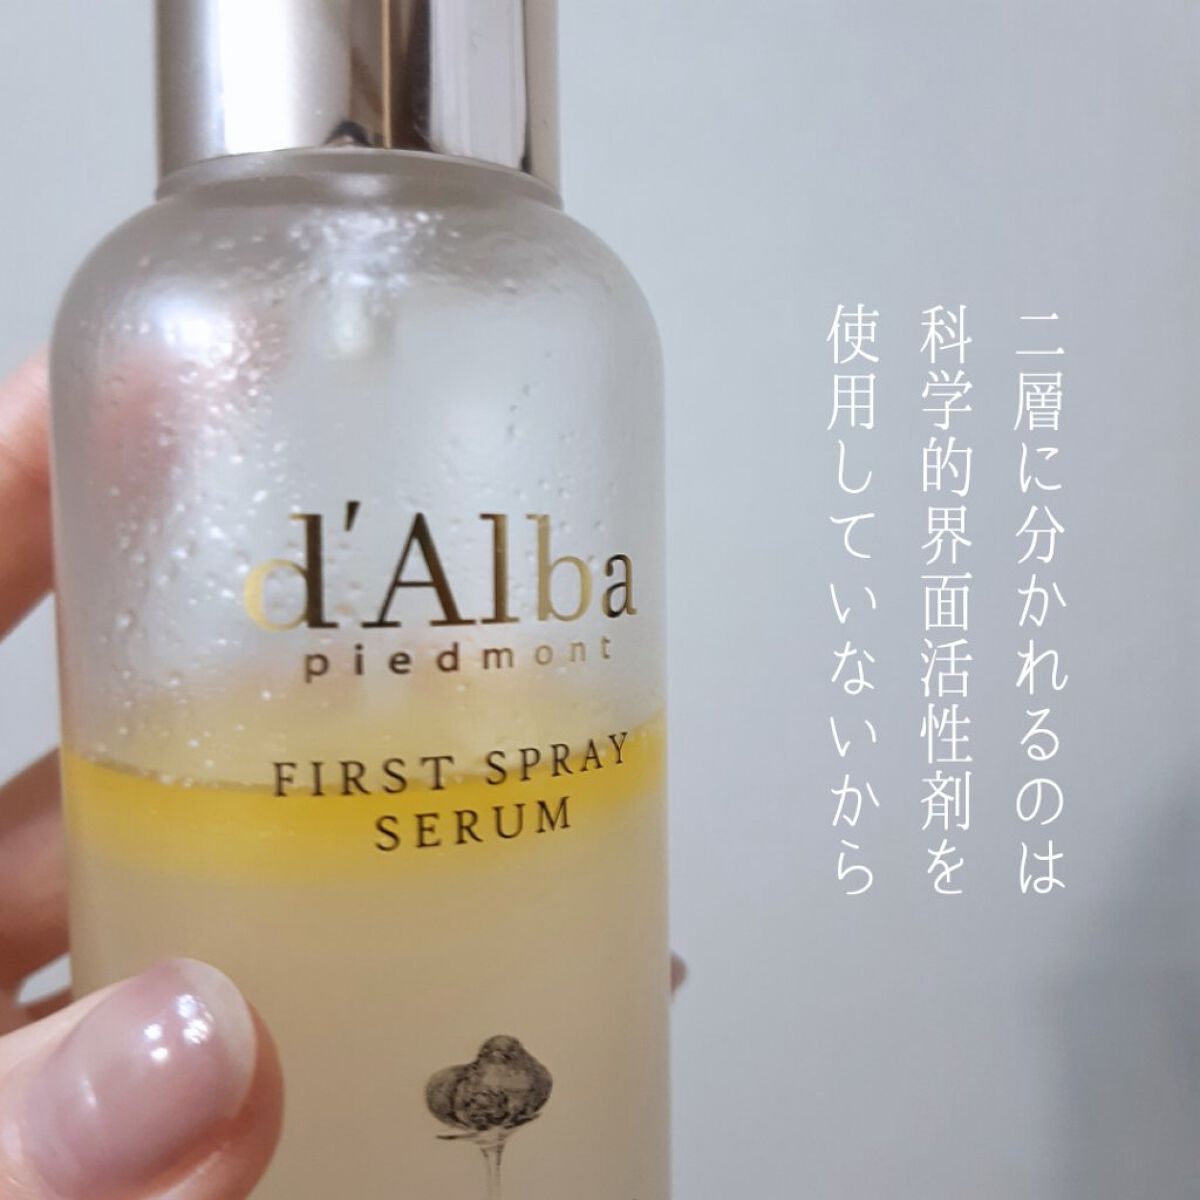 d'Alba
piedmont
FIRST SPRAY
SERUM
二層に分かれるのは
科学的界面活性剤を
使用していないから